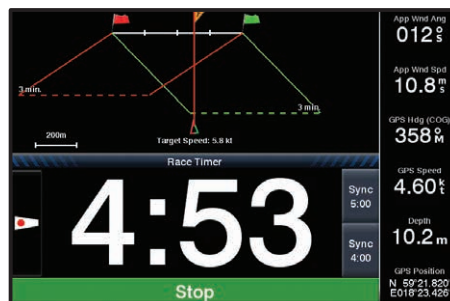 3 min.
3 min.
200m
Target Speed: 5.8 kt
Race Timer
4:53
Sync
5:00
Sync
4:00
Stop
App Wnd Ang
012°S
App Wnd Spd
10.8 m/s
GPS Hdg (COG)
358°M
GPS Speed
4.60 kt
Depth
10.2 m
GPS Position
N 59°21.820'
E018°23.426'